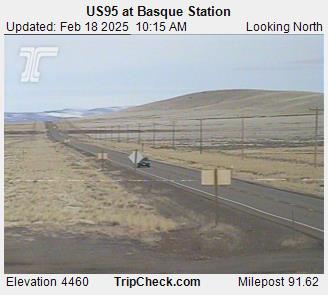 US95 at Basque Station
Updated: Feb 18 2025 10:15 AM Looking North
Elevation 4460 TripCheck.com Milepost 91.62